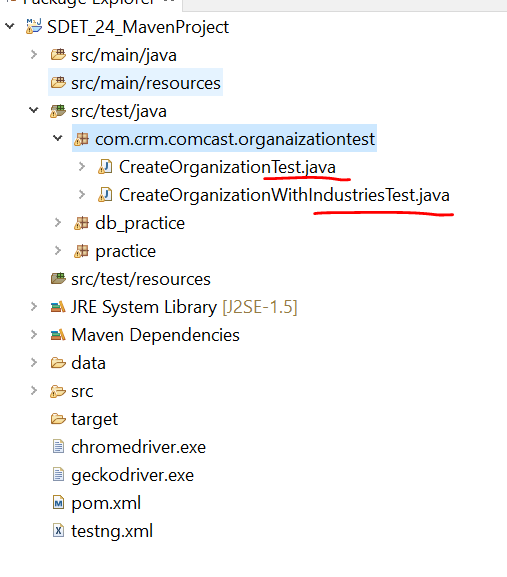 Package Explorer
SDET_24_MavenProject
src/main/java
src/main/resources
src/test/java
com.crm.comcast.organaizationtest
CreateOrganizationTest.java
CreateOrganizationWithIndustriesTest.java
db_practice
practice
src/test/resources
JRE System Library [J2SE-1.5]
Maven Dependencies
data
src
target
chromedriver.exe
geckodriver.exe
pom.xml
testng.xml